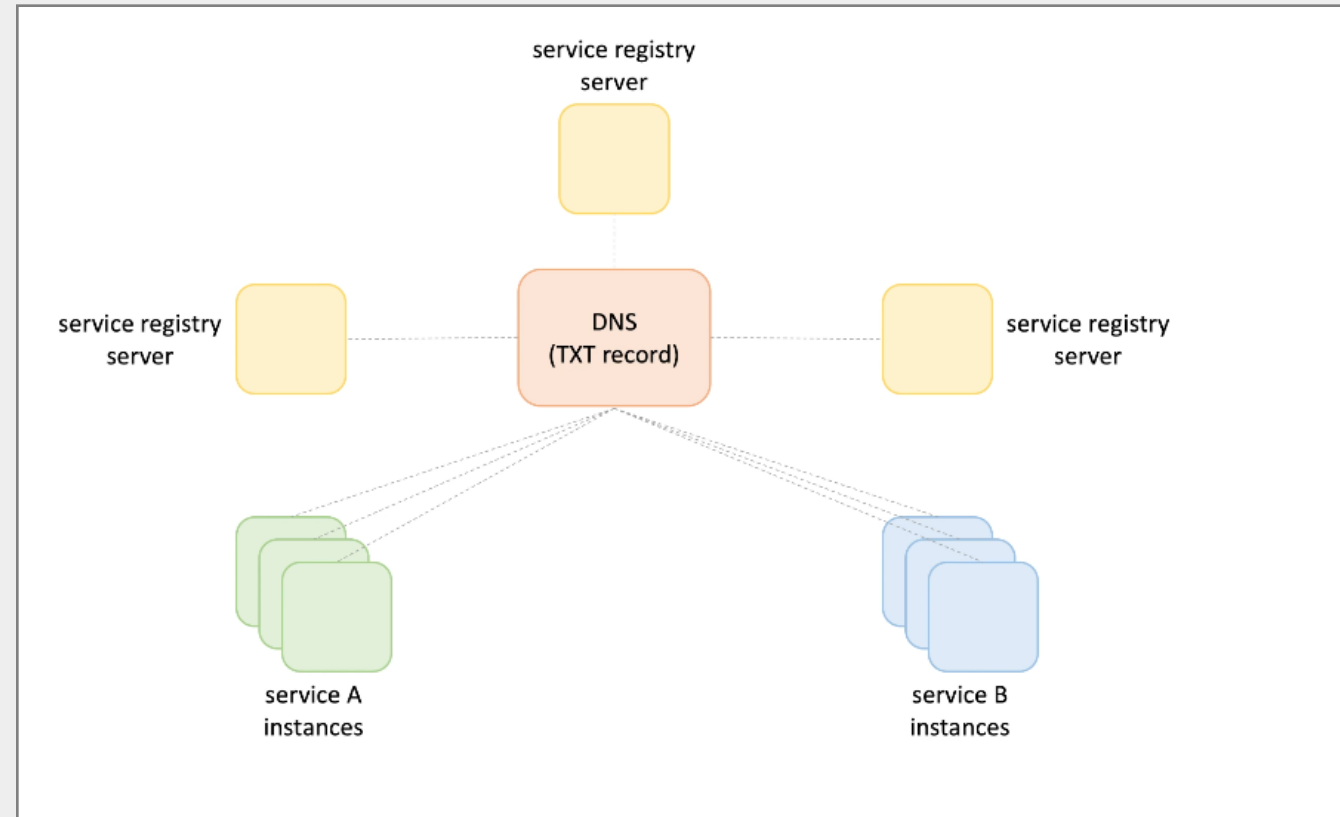 service registry
server
service registry
server
DNS
(TXT record)
service registry
server
service A
instances
service B
instances